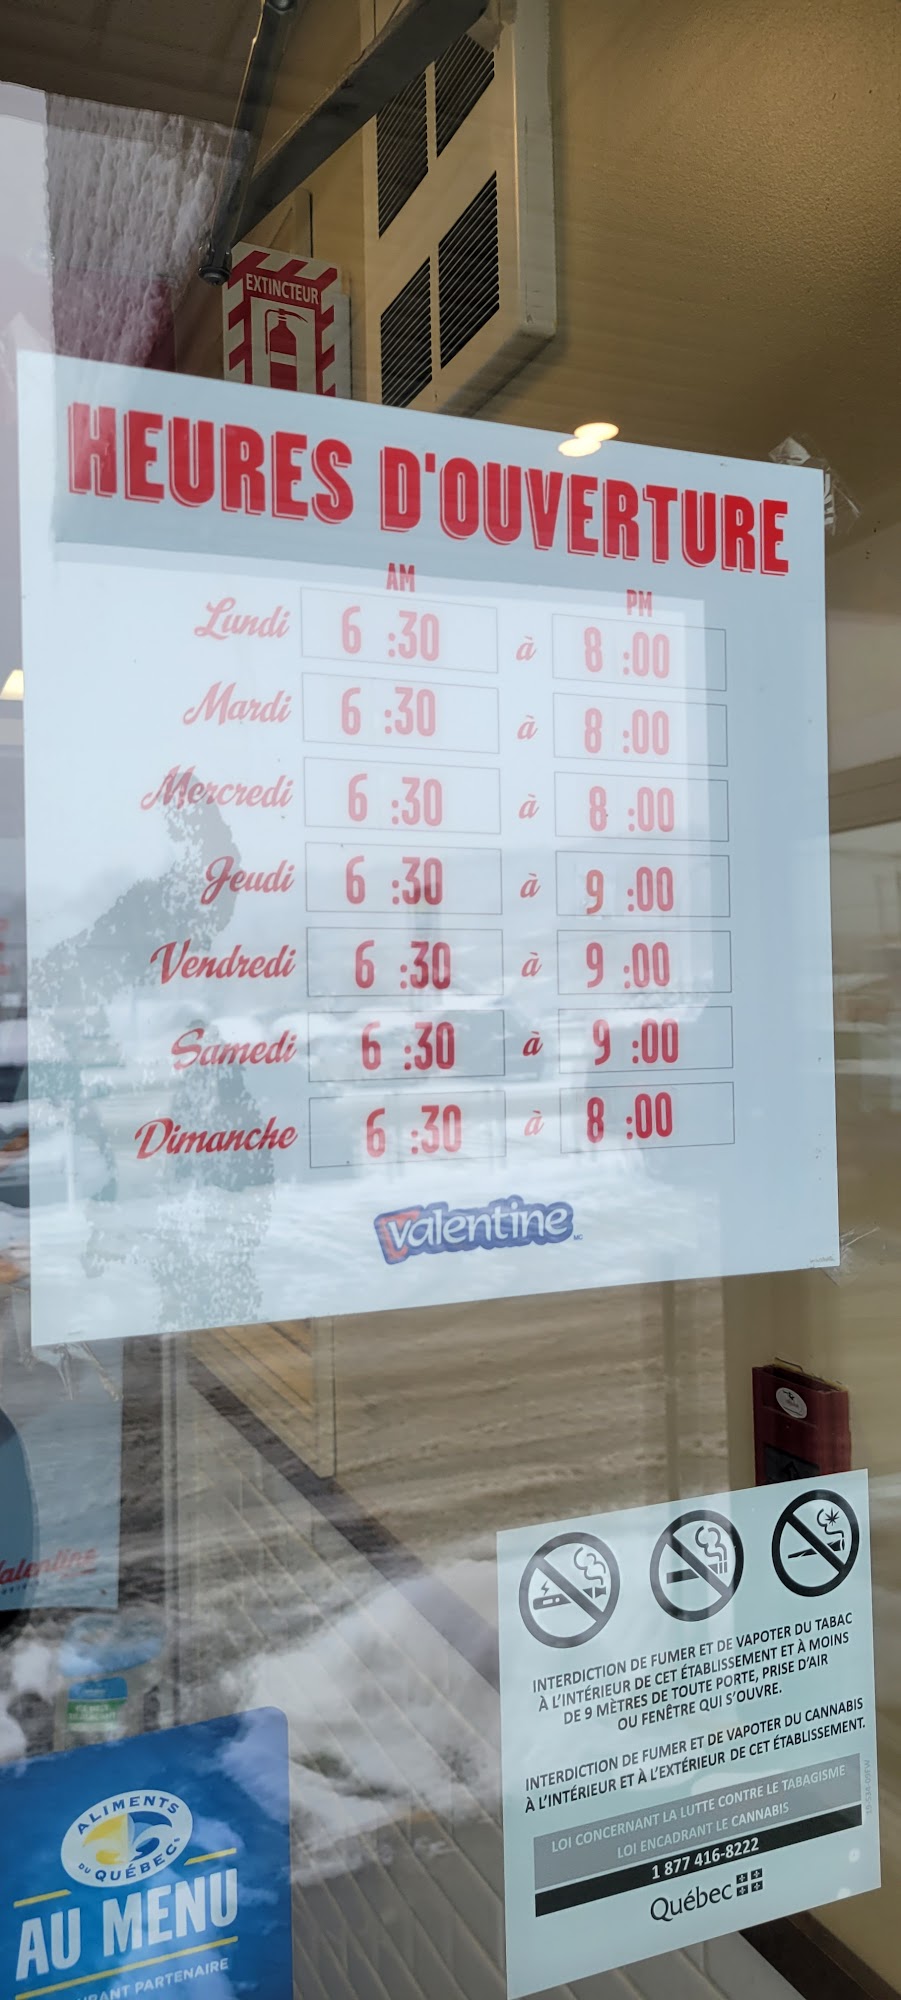 EXTINCTEUR
HEURES D'OUVERTURE
AM PM
Lundi 6 :30 à 8 :00
Mardi 6 :30 à 8 :00
Mercredi 6 :30 à 8 :00
Jeudi 6 :30 à 9 :00
Vendredi 6 :30 à 9 :00
Samedi 6 :30 à 9 :00
Dimanche 6 :30 à 8 :00
valentine MC
INTERDICTION DE FUMER ET DE VAPOTER DU TABAC
À L'INTÉRIEUR DE CET ÉTABLISSEMENT ET À MOINS
DE 9 MÈTRES DE TOUTE PORTE, PRISE D'AIR
OU FENÊTRE QUI S'OUVRE.
INTERDICTION DE FUMER ET DE VAPOTER DU CANNABIS
À L'INTÉRIEUR ET À L'EXTÉRIEUR DE CET ÉTABLISSEMENT.
LOI CONCERNANT LA LUTTE CONTRE LE TABAGISME
LOI ENCADRANT LE CANNABIS
1 877 416-8222
Québec
ALIMENTS
DU QUÉBEC
AU MENU
PARTENAIRE